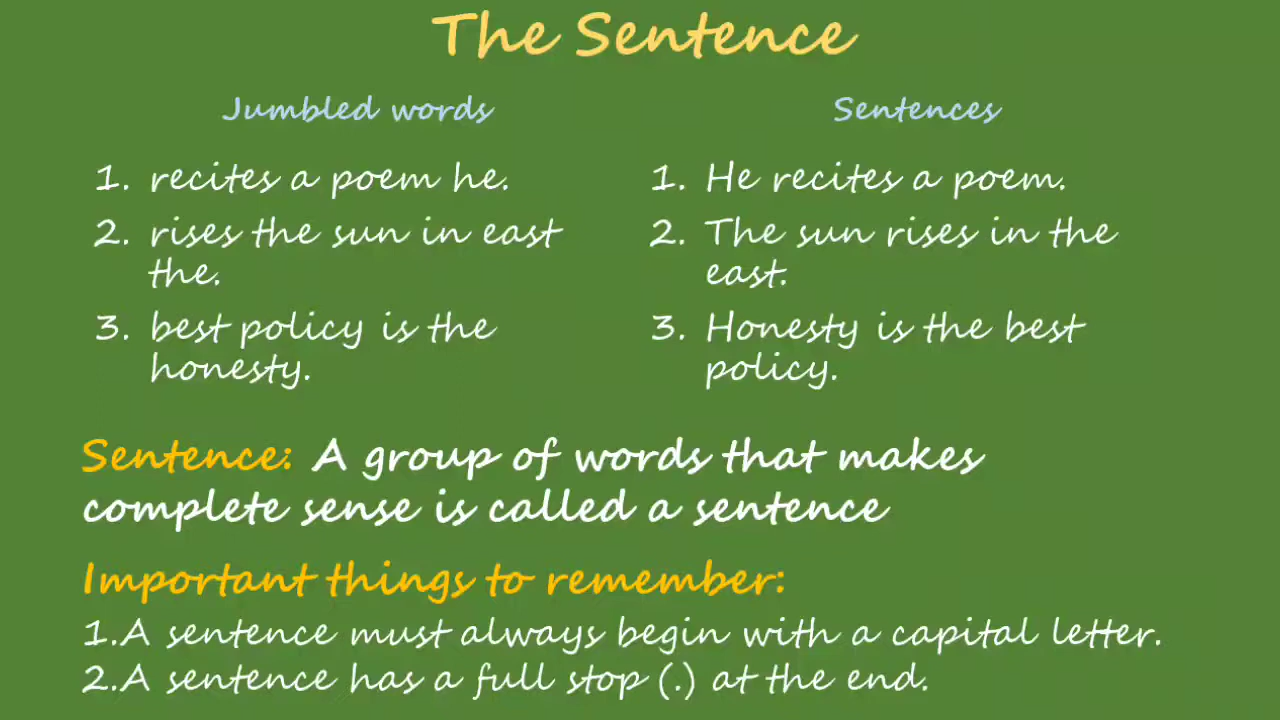 The Sentence
Jumbled words
1. recites a poem he.
2. rises the sun in east
the.
3. best policy is the
honesty.
Sentences
1. He recites a poem.
2. The sun rises in the
east.
3. Honesty is the best
policy.
Sentence: A group of words that makes
complete sense is called a sentence
Important things to remember:
1.A sentence must always begin with a capital letter.
2.A sentence has a full stop (.) at the end.